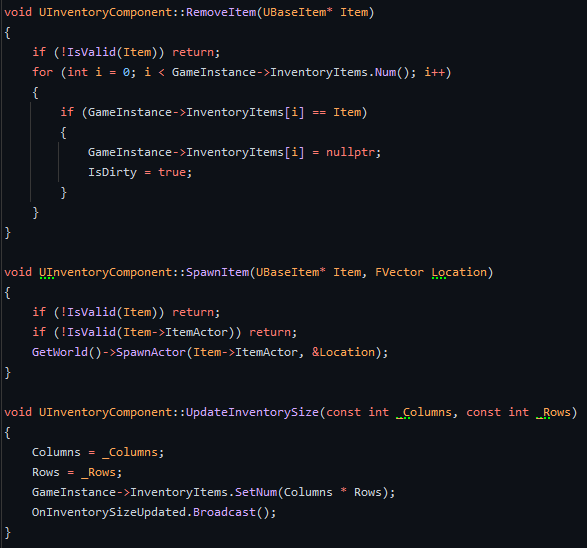 void UInventoryComponent::RemoveItem(UBaseItem* Item)
{
    if (!IsValid(Item)) return;
    for (int i = 0; i < GameInstance->InventoryItems.Num(); i++)
    {
        if (GameInstance->InventoryItems[i] == Item)
        {
            GameInstance->InventoryItems[i] = nullptr;
            IsDirty = true;
        }
    }
}

void UInventoryComponent::SpawnItem(UBaseItem* Item, FVector Location)
{
    if (!IsValid(Item)) return;
    if (!IsValid(Item->ItemActor)) return;
    GetWorld()->SpawnActor(Item->ItemActor, &Location);
}

void UInventoryComponent::UpdateInventorySize(const int _Columns, const int _Rows)
{
    Columns = _Columns;
    Rows = _Rows;
    GameInstance->InventoryItems.SetNum(Columns * Rows);
    OnInventorySizeUpdated.Broadcast();
}